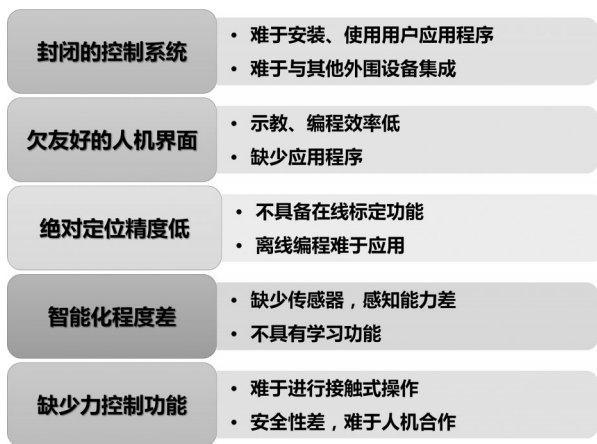 封闭的控制系统
• 难于安装、使用用户应用程序
• 难于与其他外围设备集成
欠友好的人机界面
• 示教、编程效率低
• 缺少应用程序
绝对定位精度低
• 不具备在线标定功能
• 离线编程难于应用
智能化程度差
• 缺少传感器，感知能力差
• 不具有学习功能
缺少力控制功能
• 难于进行接触式操作
• 安全性差，难于人机合作